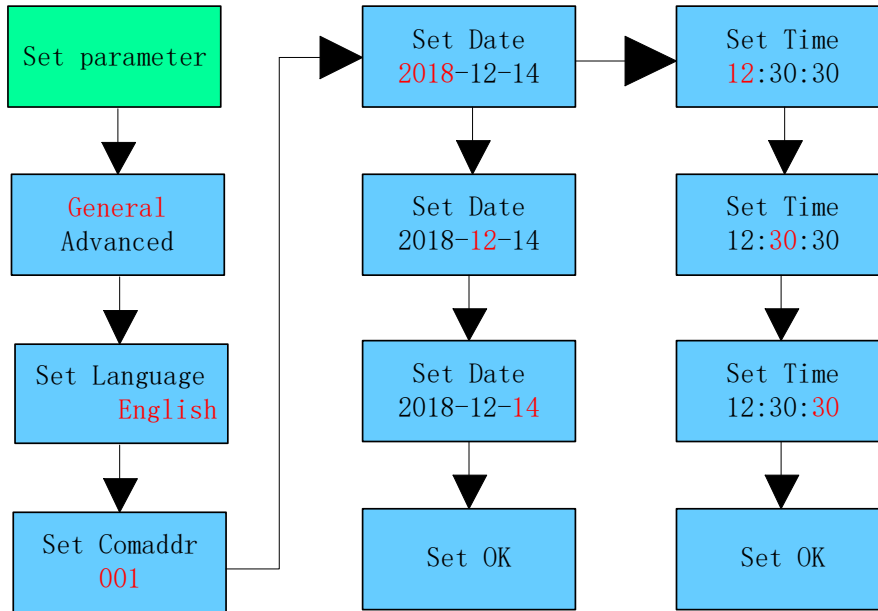 Set parameter
General
Advanced
Set Language
English
Set Comaddr
001
Set Date
2018-12-14
Set Date
2018-12-14
Set Date
2018-12-14
Set OK
Set Time
12:30:30
Set Time
12:30:30
Set Time
12:30:30
Set OK